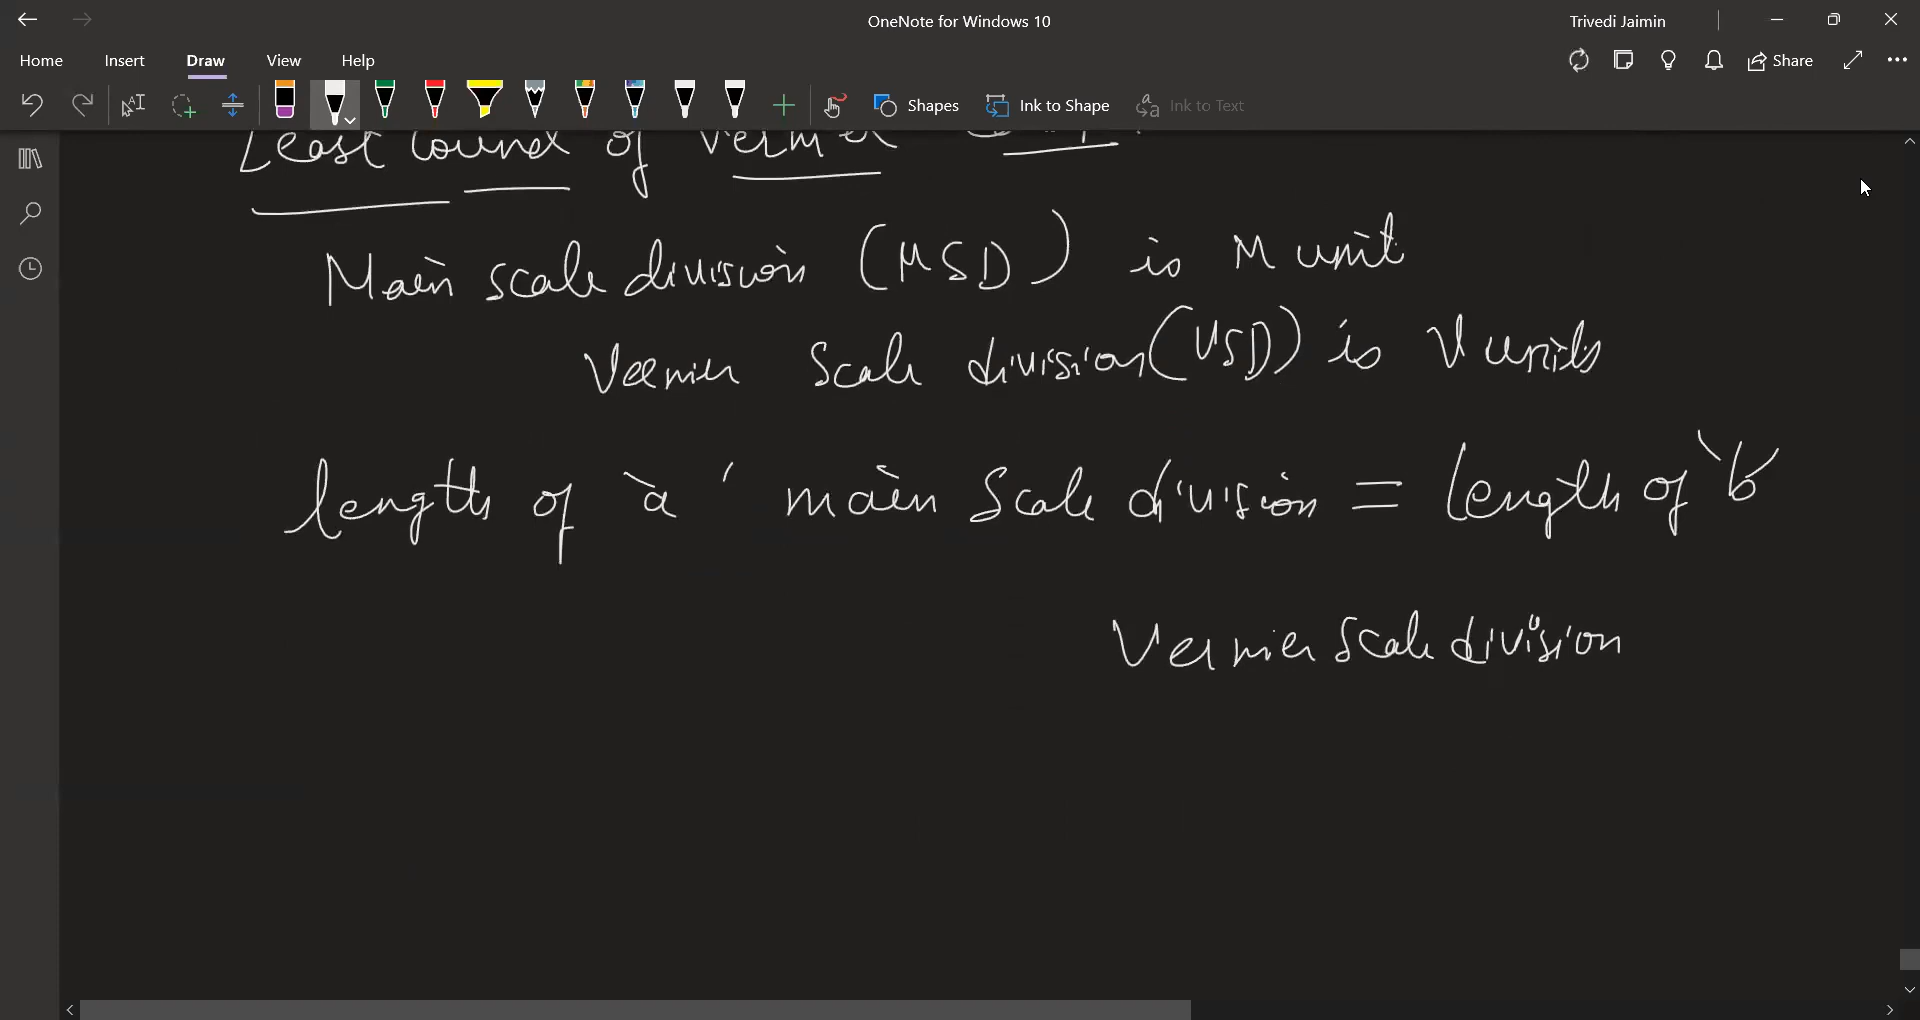 OneNote for Windows 10
Trivedi Jaimin
Home Insert Draw View Help
Share
Shapes Ink to Shape Ink to Text
Least Count of Vernier
Main scale division (MSD) is M unit
Vernier Scale division (VSD) is V units
length of 'a' main Scale division = length of 'b'
Vernier Scale division